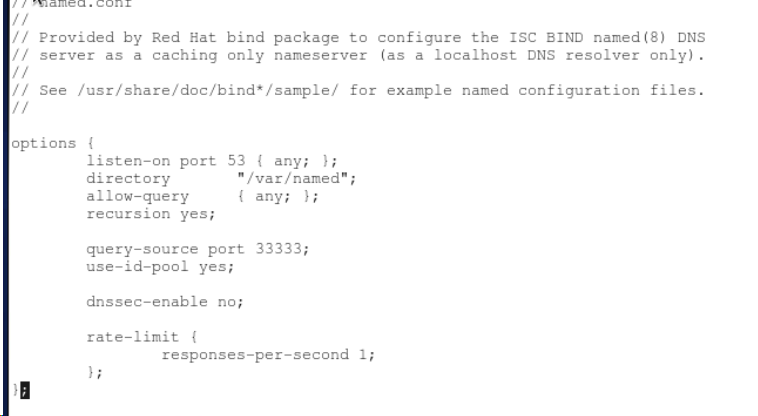 // named.conf
//
// Provided by Red Hat bind package to configure the ISC BIND named(8) DNS
// server as a caching only nameserver (as a localhost DNS resolver only).
//
// See /usr/share/doc/bind*/sample/ for example named configuration files.
//
options {
listen-on port 53 { any; };
directory "/var/named";
allow-query { any; };
recursion yes;
query-source port 33333;
use-id-pool yes;
dnssec-enable no;
rate-limit {
responses-per-second 1;
};
};